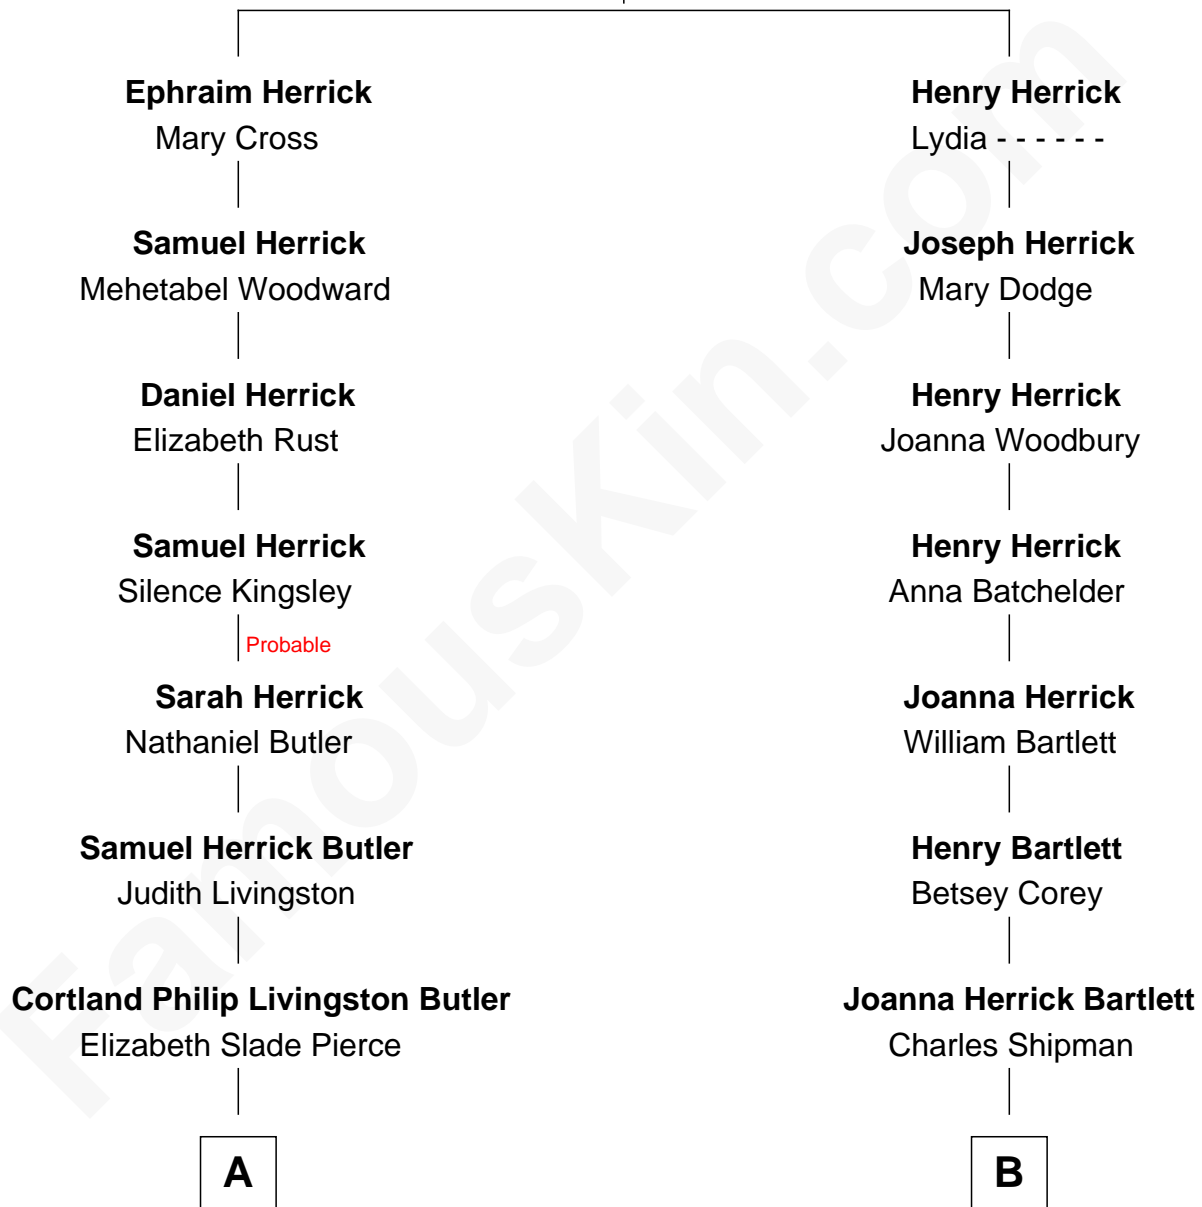 Ephraim Herrick
Mary Cross
Samuel Herrick
Mehetabel Woodward
Daniel Herrick
Elizabeth Rust
Samuel Herrick
Silence Kingsley
Probable
Sarah Herrick
Nathaniel Butler
Samuel Herrick Butler
Judith Livingston
Cortland Philip Livingston Butler
Elizabeth Slade Pierce
A
Henry Herrick
Lydia - - - - - -
Joseph Herrick
Mary Dodge
Henry Herrick
Joanna Woodbury
Henry Herrick
Anna Batchelder
Joanna Herrick
William Bartlett
Henry Bartlett
Betsey Corey
Joanna Herrick Bartlett
Charles Shipman
B
FamousKin.com